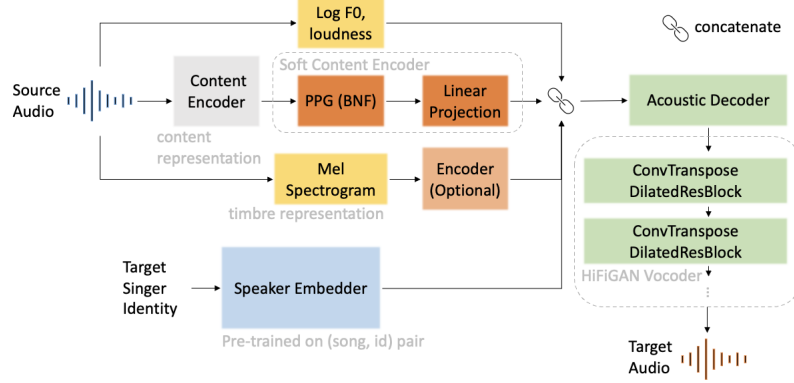 Log F0,
loudness
concatenate
Soft Content Encoder
Source
Audio
Content
Encoder
PPG (BNF)
Linear
Projection
Acoustic Decoder
content
representation
Mel
Spectrogram
Encoder
(Optional)
timbre representation
ConvTranspose
DilatedResBlock
ConvTranspose
DilatedResBlock
HiFiGAN Vocoder
Target
Singer
Identity
Speaker Embedder
Pre-trained on (song, id) pair
Target
Audio